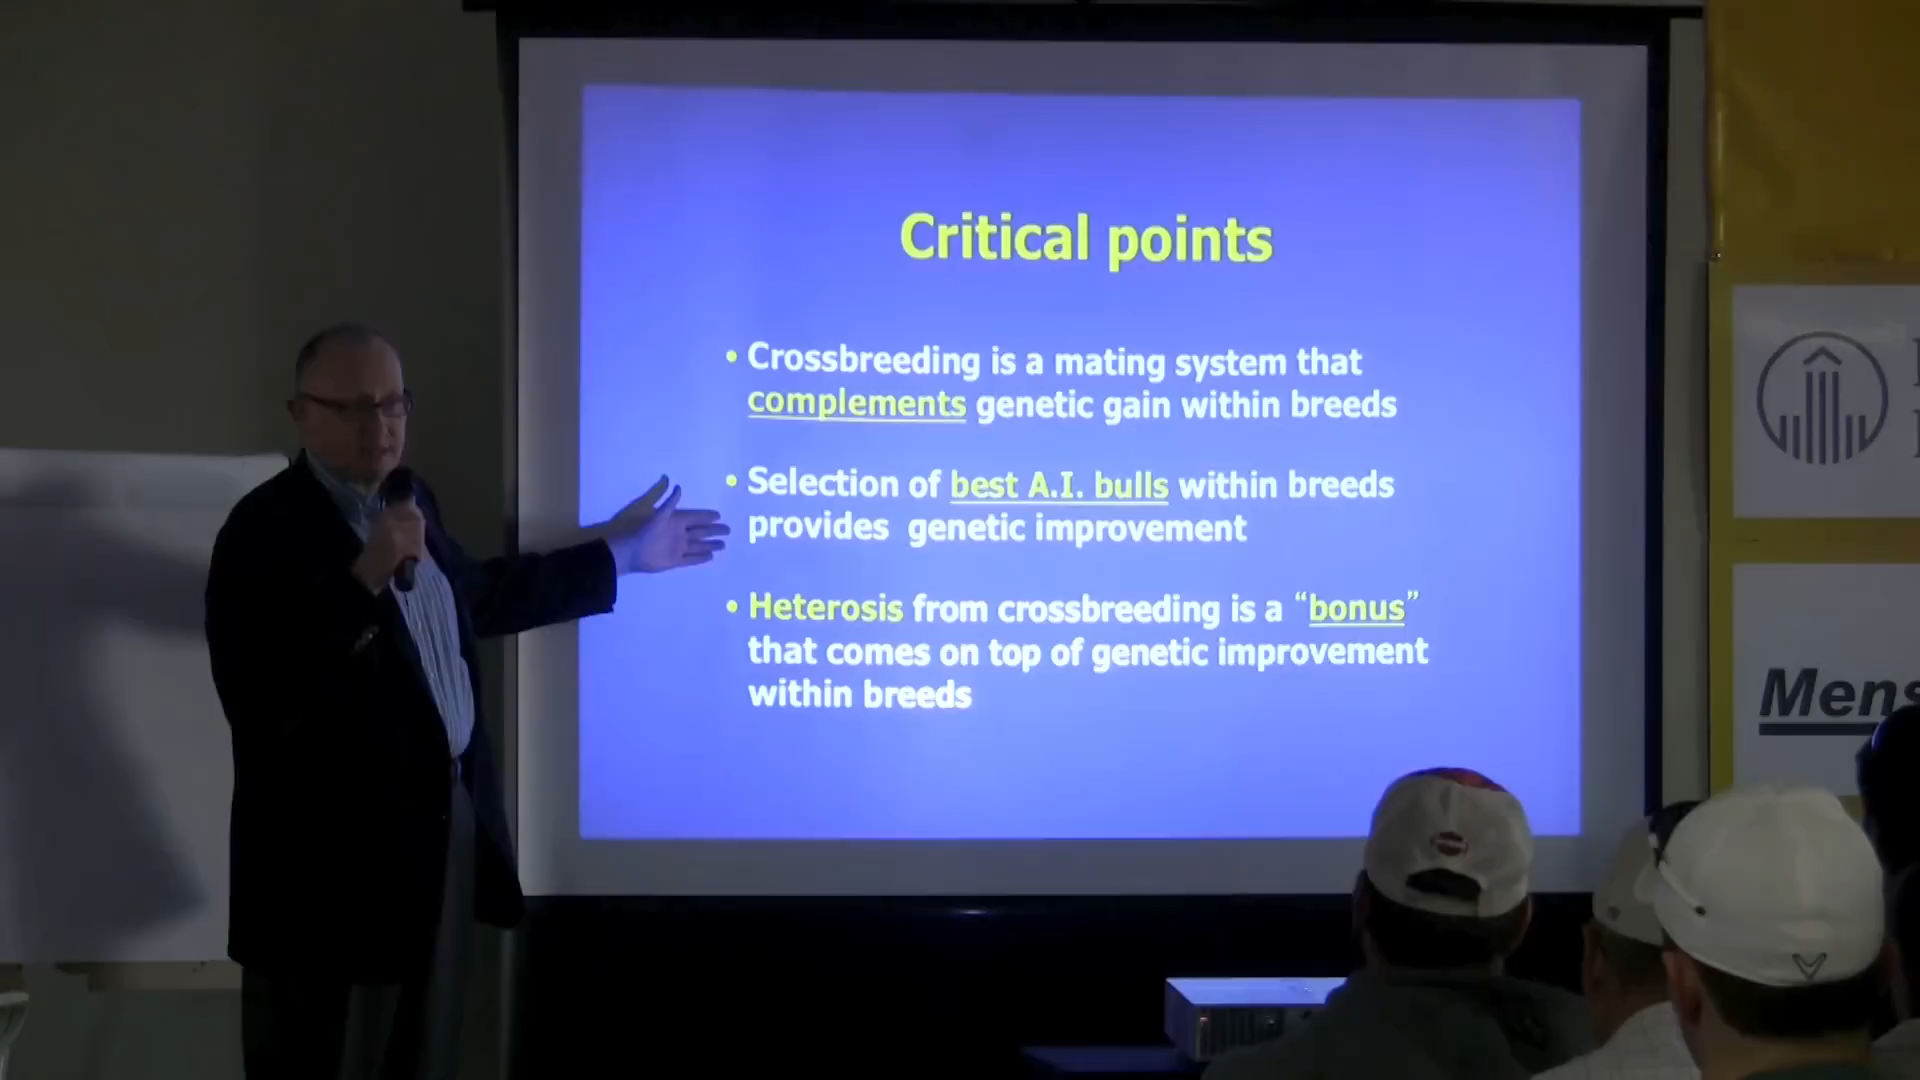 Critical points
• Crossbreeding is a mating system that
complements genetic gain within breeds
• Selection of best A.I. bulls within breeds
provides genetic improvement
• Heterosis from crossbreeding is a “bonus”
that comes on top of genetic improvement
within breeds
Mens